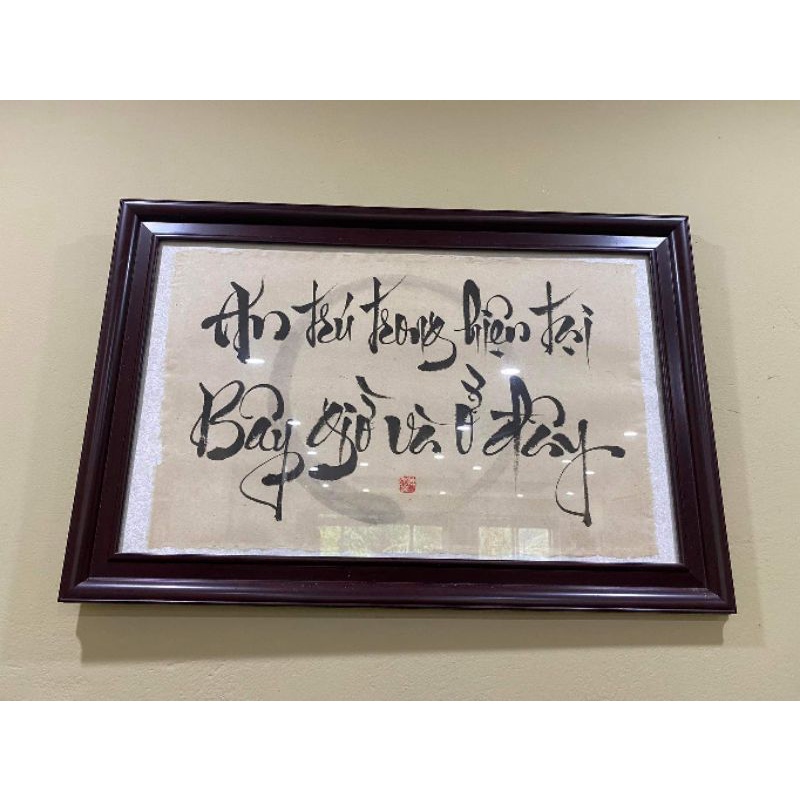 An trú trong hiện tại
Bây giờ và ở đây